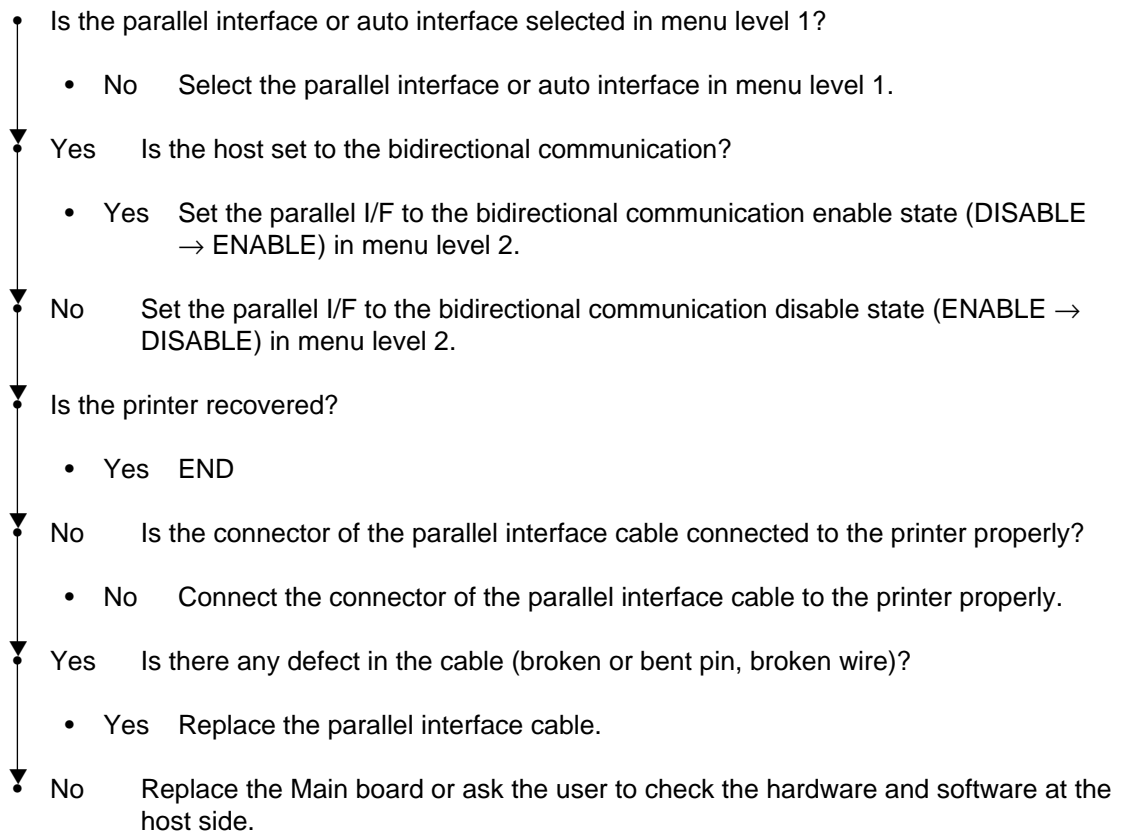 Is the parallel interface or auto interface selected in menu level 1?
• No Select the parallel interface or auto interface in menu level 1.
Yes Is the host set to the bidirectional communication?
• Yes Set the parallel I/F to the bidirectional communication enable state (DISABLE
→ ENABLE) in menu level 2.
No Set the parallel I/F to the bidirectional communication disable state (ENABLE →
DISABLE) in menu level 2.
Is the printer recovered?
• Yes END
No Is the connector of the parallel interface cable connected to the printer properly?
• No Connect the connector of the parallel interface cable to the printer properly.
Yes Is there any defect in the cable (broken or bent pin, broken wire)?
• Yes Replace the parallel interface cable.
No Replace the Main board or ask the user to check the hardware and software at the
host side.